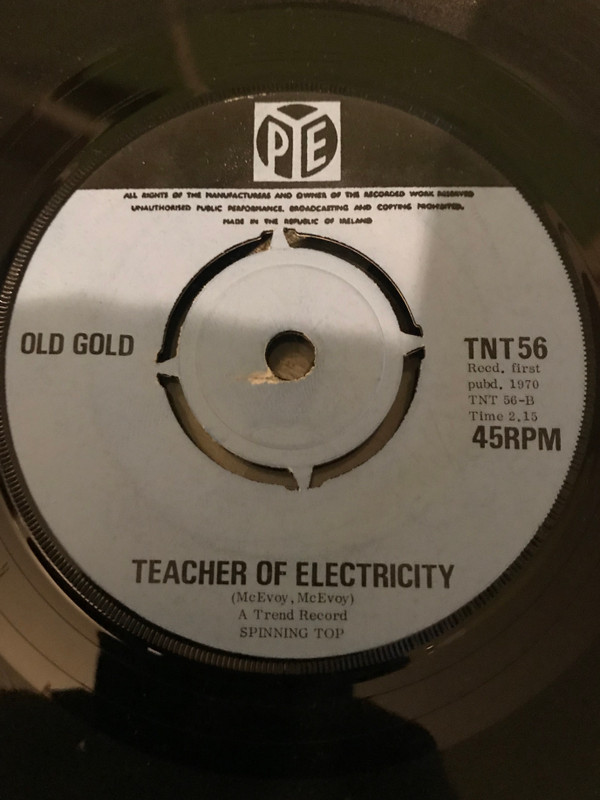 PYE
ALL RIGHTS OF THE MANUFACTURERS AND OWNER OF THE RECORDED WORK RESERVED
UNAUTHORISED PUBLIC PERFORMANCE, BROADCASTING AND COPYING PROHIBITED.
MADE IN THE REPUBLIC OF IRELAND
OLD GOLD
TNT56
Recd. first
pubd. 1970
TNT 56-B
Time 2.15
45RPM
TEACHER OF ELECTRICITY
(McEvoy, McEvoy)
A Trend Record
SPINNING TOP